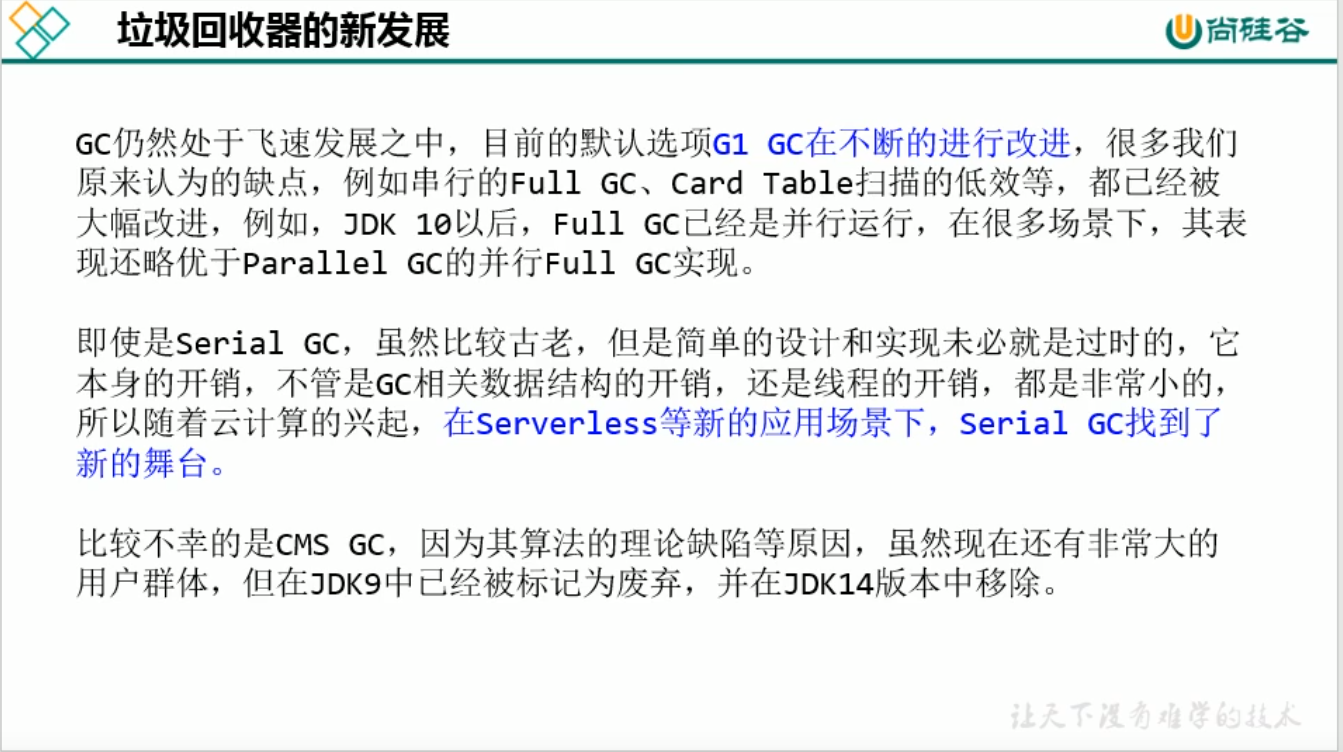 垃圾回收器的新发展
尚硅谷
GC仍然处于飞速发展之中，目前的默认选项G1 GC在不断的进行改进，很多我们
原来认为的缺点，例如串行的Full GC、Card Table扫描的低效等，都已经被
大幅改进，例如，JDK 10以后，Full GC已经是并行运行，在很多场景下，其表
现还略优于Parallel GC的并行Full GC实现。
即使是Serial GC，虽然比较古老，但是简单的设计和实现未必就是过时的，它
本身的开销，不管是GC相关数据结构的开销，还是线程的开销，都是非常小的，
所以随着云计算的兴起，在Serverless等新的应用场景下，Serial GC找到了
新的舞台。
比较不幸的是CMS GC，因为其算法的理论缺陷等原因，虽然现在还有非常大的
用户群体，但在JDK9中已经被标记为废弃，并在JDK14版本中移除。
让天下没有难学的技术